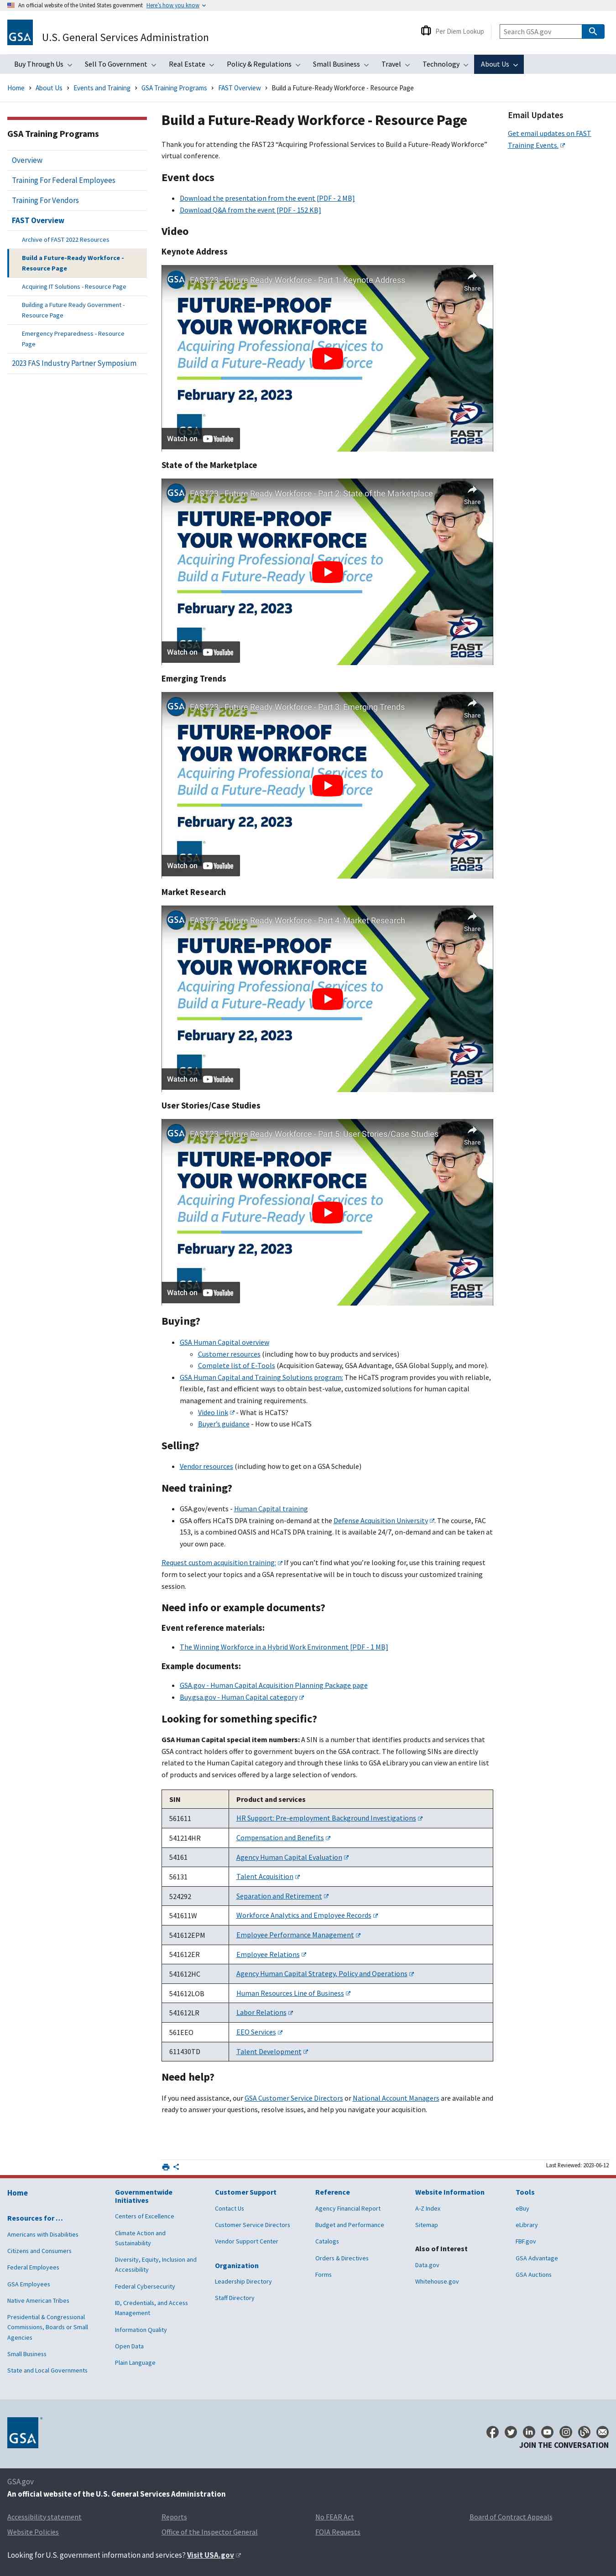 An official website of the United States government Here's how you know
GSA
U.S. General Services Administration
Per Diem Lookup
Search GSA.gov
Buy Through Us
Sell To Government
Real Estate
Policy & Regulations
Small Business
Travel
Technology
About Us
Home
About Us
Events and Training
GSA Training Programs
FAST Overview
Build a Future-Ready Workforce - Resource Page
GSA Training Programs
Overview
Training For Federal Employees
Training For Vendors
FAST Overview
Archive of FAST 2022 Resources
Build a Future-Ready Workforce -
Resource Page
Acquiring IT Solutions - Resource Page
Building a Future Ready Government -
Resource Page
Emergency Preparedness - Resource
Page
2023 FAS Industry Partner Symposium
Build a Future-Ready Workforce - Resource Page
Thank you for attending the FAST23 “Acquiring Professional Services to Build a Future-Ready Workforce”
virtual conference.
Event docs
Download the presentation from the event [PDF - 2 MB]
Download Q&A from the event [PDF - 152 KB]
Video
Keynote Address
GSA
FAST23 - Future Ready Workforce - Part 1: Keynote Address
Share
FAST 2023 –
FUTURE-PROOF
YOUR WORKFORCE
Acquiring Professional Services to
Build a Future-Ready Workforce
February 22, 2023
GSA
FAST
2023
Watch on YouTube
State of the Marketplace
GSA
FAST23 - Future Ready Workforce - Part 2: State of the Marketplace
Share
FAST 2023 –
FUTURE-PROOF
YOUR WORKFORCE
Acquiring Professional Services to
Build a Future-Ready Workforce
February 22, 2023
GSA
FAST
2023
Watch on YouTube
Emerging Trends
GSA
FAST23 - Future Ready Workforce - Part 3: Emerging Trends
Share
FAST 2023 –
FUTURE-PROOF
YOUR WORKFORCE
Acquiring Professional Services to
Build a Future-Ready Workforce
February 22, 2023
GSA
FAST
2023
Watch on YouTube
Market Research
GSA
FAST23 - Future Ready Workforce - Part 4: Market Research
Share
FAST 2023 –
FUTURE-PROOF
YOUR WORKFORCE
Acquiring Professional Services to
Build a Future-Ready Workforce
February 22, 2023
GSA
FAST
2023
Watch on YouTube
User Stories/Case Studies
GSA
FAST23 - Future Ready Workforce - Part 5: User Stories/Case Studies
Share
FAST 2023 –
FUTURE-PROOF
YOUR WORKFORCE
Acquiring Professional Services to
Build a Future-Ready Workforce
February 22, 2023
GSA
FAST
2023
Watch on YouTube
Buying?
GSA Human Capital overview
Customer resources (including how to buy products and services)
Complete list of E-Tools (Acquisition Gateway, GSA Advantage, GSA Global Supply, and more).
GSA Human Capital and Training Solutions program: The HCaTS program provides you with reliable,
flexible, fast and efficient ways to obtain best-value, customized solutions for human capital
management and training requirements.
Video link - What is HCaTS?
Buyer’s guidance - How to use HCaTS
Selling?
Vendor resources (including how to get on a GSA Schedule)
Need training?
GSA.gov/events - Human Capital training
GSA offers HCaTS DPA training on-demand at the Defense Acquisition University. The course, FAC
153, is a combined OASIS and HCaTS DPA training. It is available 24/7, on-demand and can be taken at
your own pace.
Request custom acquisition training: If you can’t find what you’re looking for, use this training request
form to select your topics and a GSA representative will be in touch to discuss your customized training
session.
Need info or example documents?
Event reference materials:
The Winning Workforce in a Hybrid Work Environment [PDF - 1 MB]
Example documents:
GSA.gov - Human Capital Acquisition Planning Package page
Buy.gsa.gov - Human Capital category
Looking for something specific?
GSA Human Capital special item numbers: A SIN is a number that identifies products and services that
GSA contract holders offer to government buyers on the GSA contract. The following SINs are directly
related to the Human Capital category and through these links to GSA eLibrary you can view an entire list
of products and services offered by a large selection of vendors.
SIN Product and services
561611 HR Support: Pre-employment Background Investigations
541214HR Compensation and Benefits
54161 Agency Human Capital Evaluation
56131 Talent Acquisition
524292 Separation and Retirement
541611W Workforce Analytics and Employee Records
541612EPM Employee Performance Management
541612ER Employee Relations
541612HC Agency Human Capital Strategy, Policy and Operations
541612LOB Human Resources Line of Business
541612LR Labor Relations
561EEO EEO Services
611430TD Talent Development
Need help?
If you need assistance, our GSA Customer Service Directors or National Account Managers are available and
ready to answer your questions, resolve issues, and help you navigate your acquisition.
Email Updates
Get email updates on FAST
Training Events.
Last Reviewed: 2023-06-12
Home
Resources for …
Americans with Disabilities
Citizens and Consumers
Federal Employees
GSA Employees
Native American Tribes
Presidential & Congressional
Commissions, Boards or Small
Agencies
Small Business
State and Local Governments
Governmentwide
Initiatives
Centers of Excellence
Climate Action and
Sustainability
Diversity, Equity, Inclusion and
Accessibility
Federal Cybersecurity
ID, Credentials, and Access
Management
Information Quality
Open Data
Plain Language
Customer Support
Contact Us
Customer Service Directors
Vendor Support Center
Organization
Leadership Directory
Staff Directory
Reference
Agency Financial Report
Budget and Performance
Catalogs
Orders & Directives
Forms
Website Information
A-Z Index
Sitemap
Also of Interest
Data.gov
Whitehouse.gov
Tools
eBuy
eLibrary
FBF.gov
GSA Advantage
GSA Auctions
GSA
JOIN THE CONVERSATION
GSA.gov
An official website of the U.S. General Services Administration
Accessibility statement
Reports
No FEAR Act
Board of Contract Appeals
Website Policies
Office of the Inspector General
FOIA Requests
Looking for U.S. government information and services? Visit USA.gov